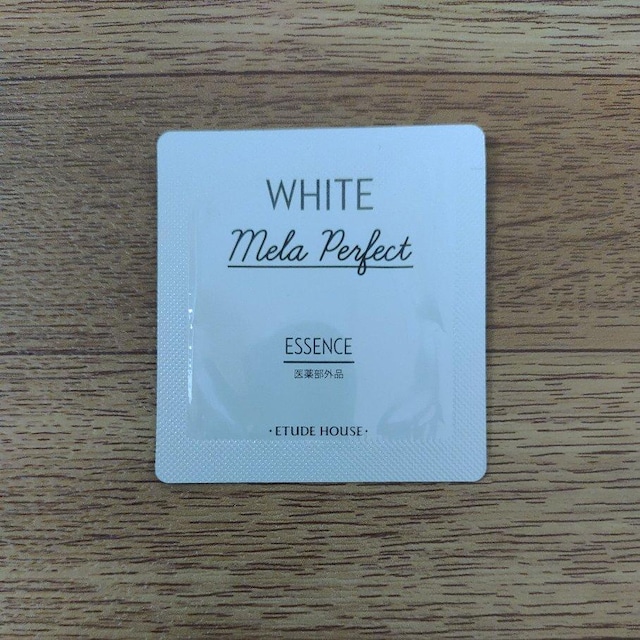 WHITE
Mela Perfect
ESSENCE
医薬部外品
·ETUDE HOUSE·